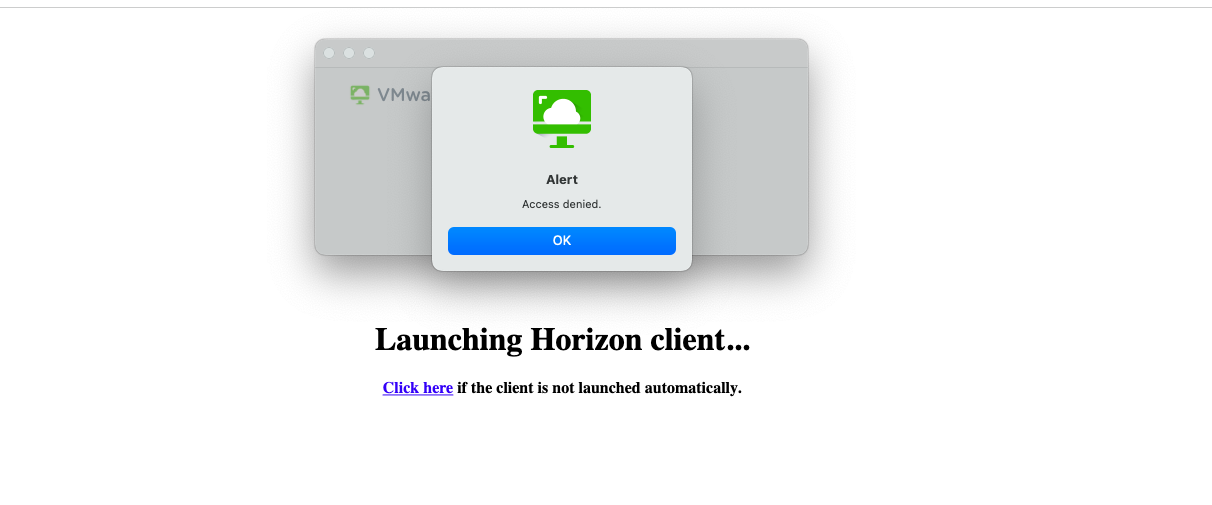 VMwa
Alert
Access denied.
OK
Launching Horizon client...
Click here if the client is not launched automatically.